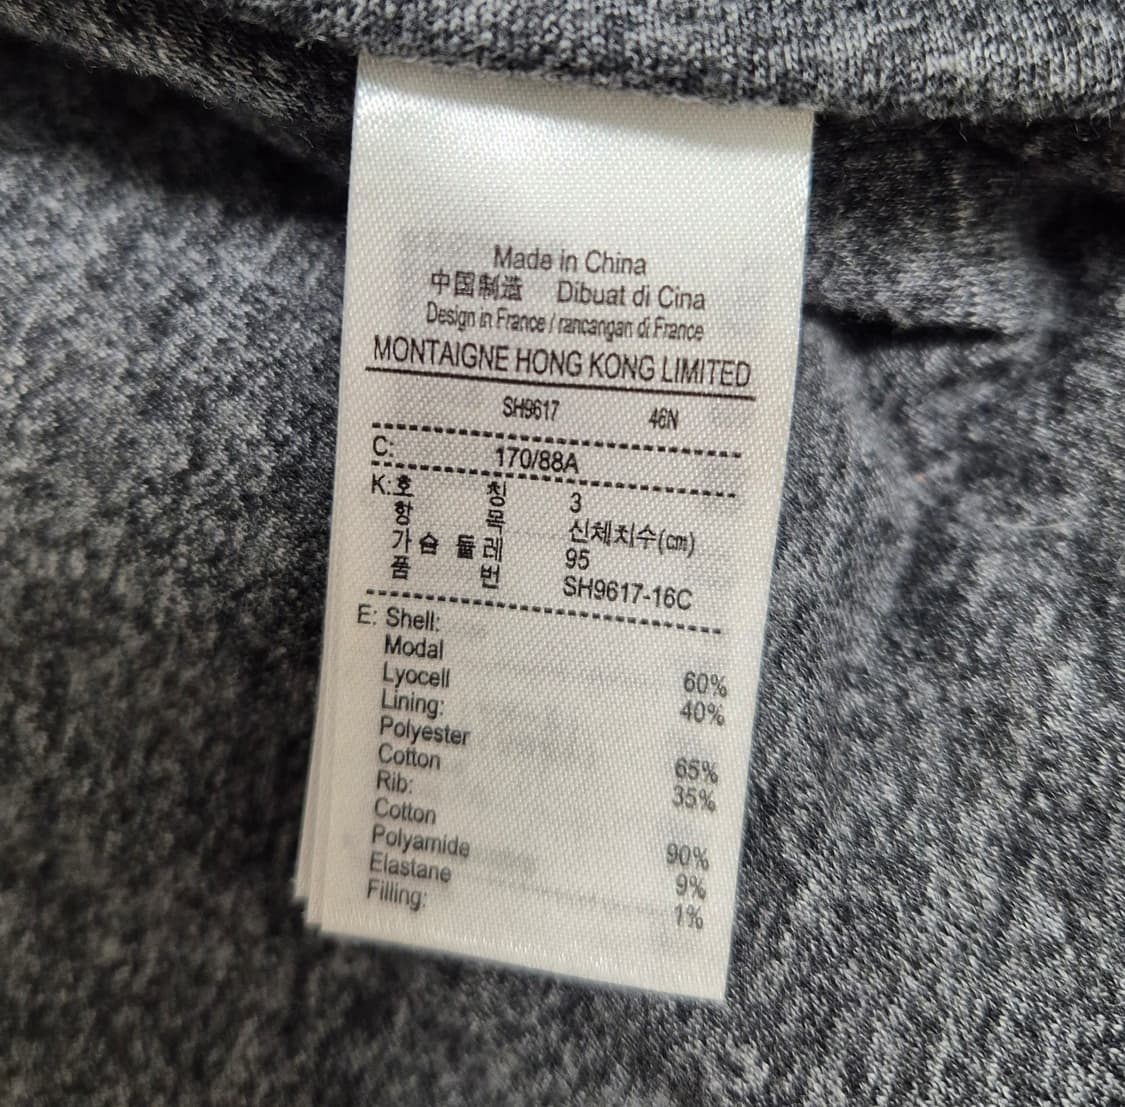 Made in China
中国制造 Dibuat di Cina
Design in France / rancangan di France
MONTAIGNE HONG KONG LIMITED
SH9617 46N
C: 170/88A
K:호 칭 3
항 목 신체치수(㎝)
가슴 둘레 95
품 번 SH9617-16C
E: Shell:
Modal 60%
Lyocell 40%
Lining:
Polyester 65%
Cotton 35%
Rib:
Cotton 90%
Polyamide 9%
Elastane 1%
Filling: